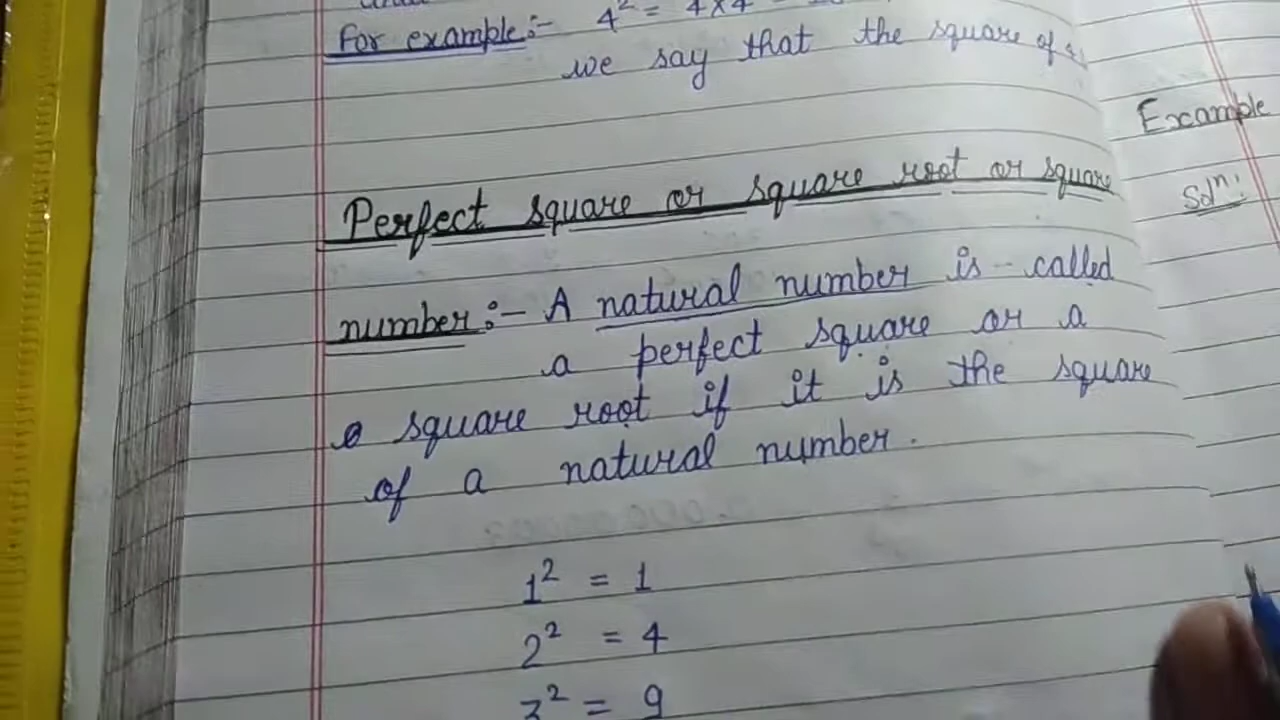 For example:- 4² = 4x4
we say that the square of 4
Perfect square or square root or square
number:- A natural number is called
a perfect square or a
a square root if it is the square
of a natural number.
1² = 1
2² = 4
3² = 9
Example
Solⁿ: